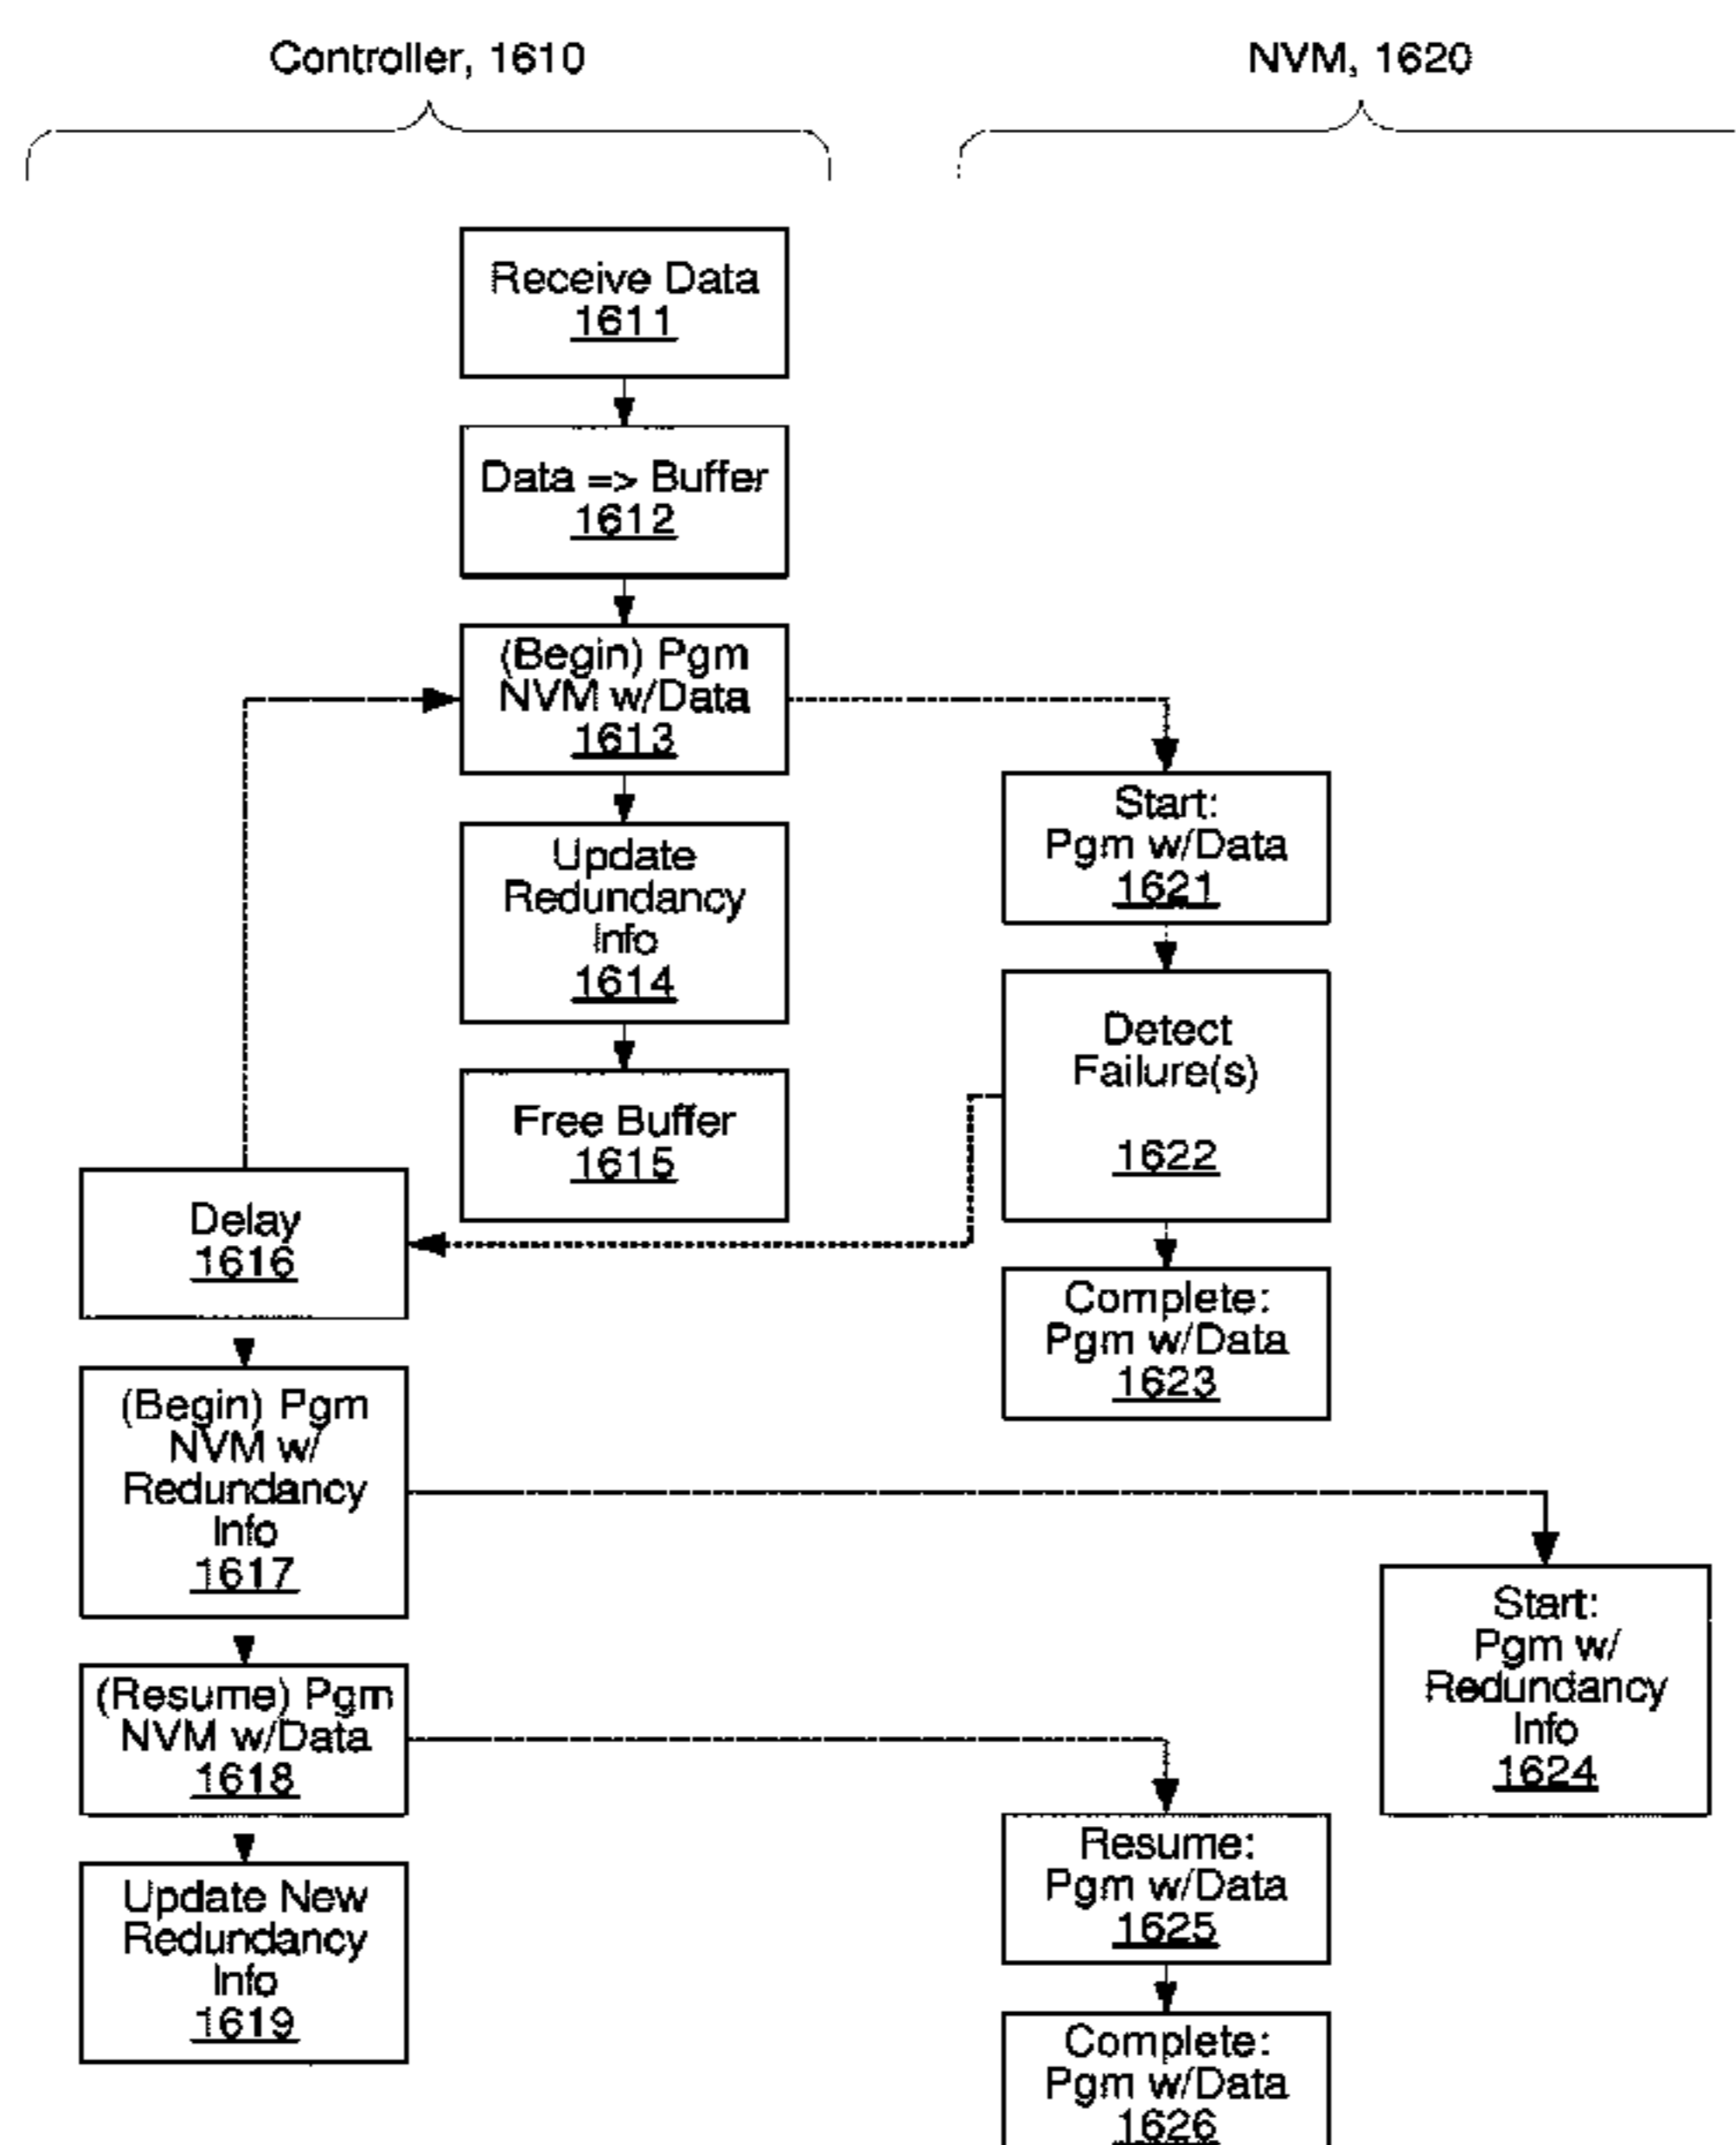 Controller, 1610
NVM, 1620
Receive Data
1611
Data => Buffer
1612
(Begin) Pgm
NVM w/Data
1613
Update
Redundancy
Info
1614
Free Buffer
1615
Start:
Pgm w/Data
1621
Detect
Failure(s)
1622
Complete:
Pgm w/Data
1623
Delay
1616
(Begin) Pgm
NVM w/
Redundancy
Info
1617
Start:
Pgm w/
Redundancy
Info
1624
(Resume) Pgm
NVM w/Data
1618
Resume:
Pgm w/Data
1625
Update New
Redundancy
Info
1619
Complete:
Pgm w/Data
1626